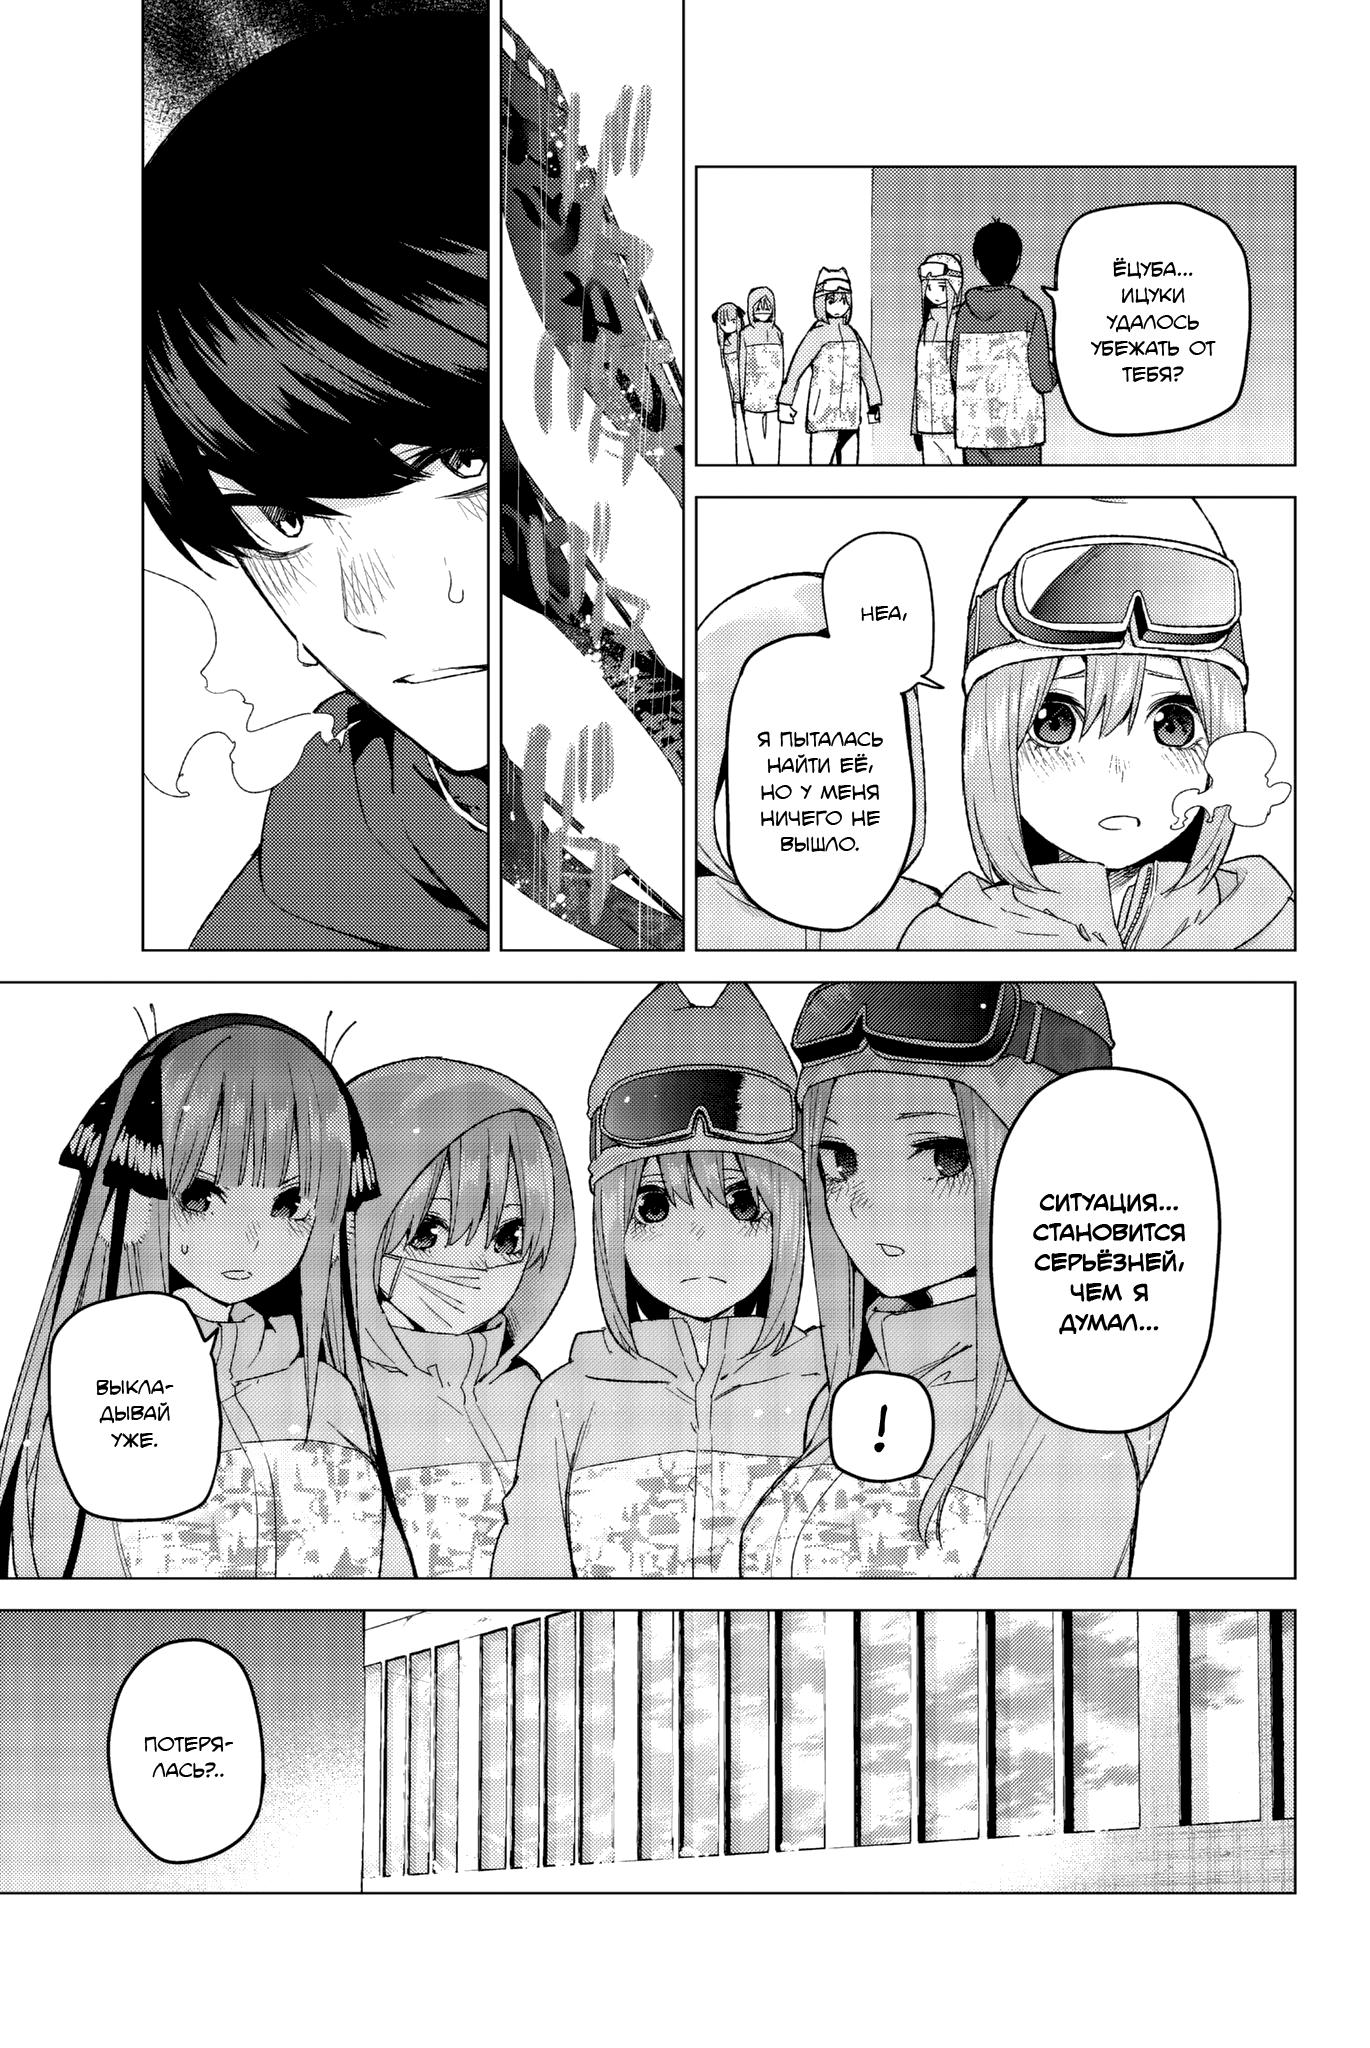 ЁЦУБА...
ИЦУКИ
УДАЛОСЬ
УБЕЖАТЬ ОТ
ТЕБЯ?
НЕА,
Я ПЫТАЛАСЬ
НАЙТИ ЕЁ,
НО У МЕНЯ
НИЧЕГО НЕ
ВЫШЛО.
СИТУАЦИЯ...
СТАНОВИТСЯ
СЕРЬЁЗНЕЙ,
ЧЕМ Я
ДУМАЛ...
!
ВЫКЛА-
ДЫВАЙ
УЖЕ.
ПОТЕРЯ-
ЛАСЬ?..